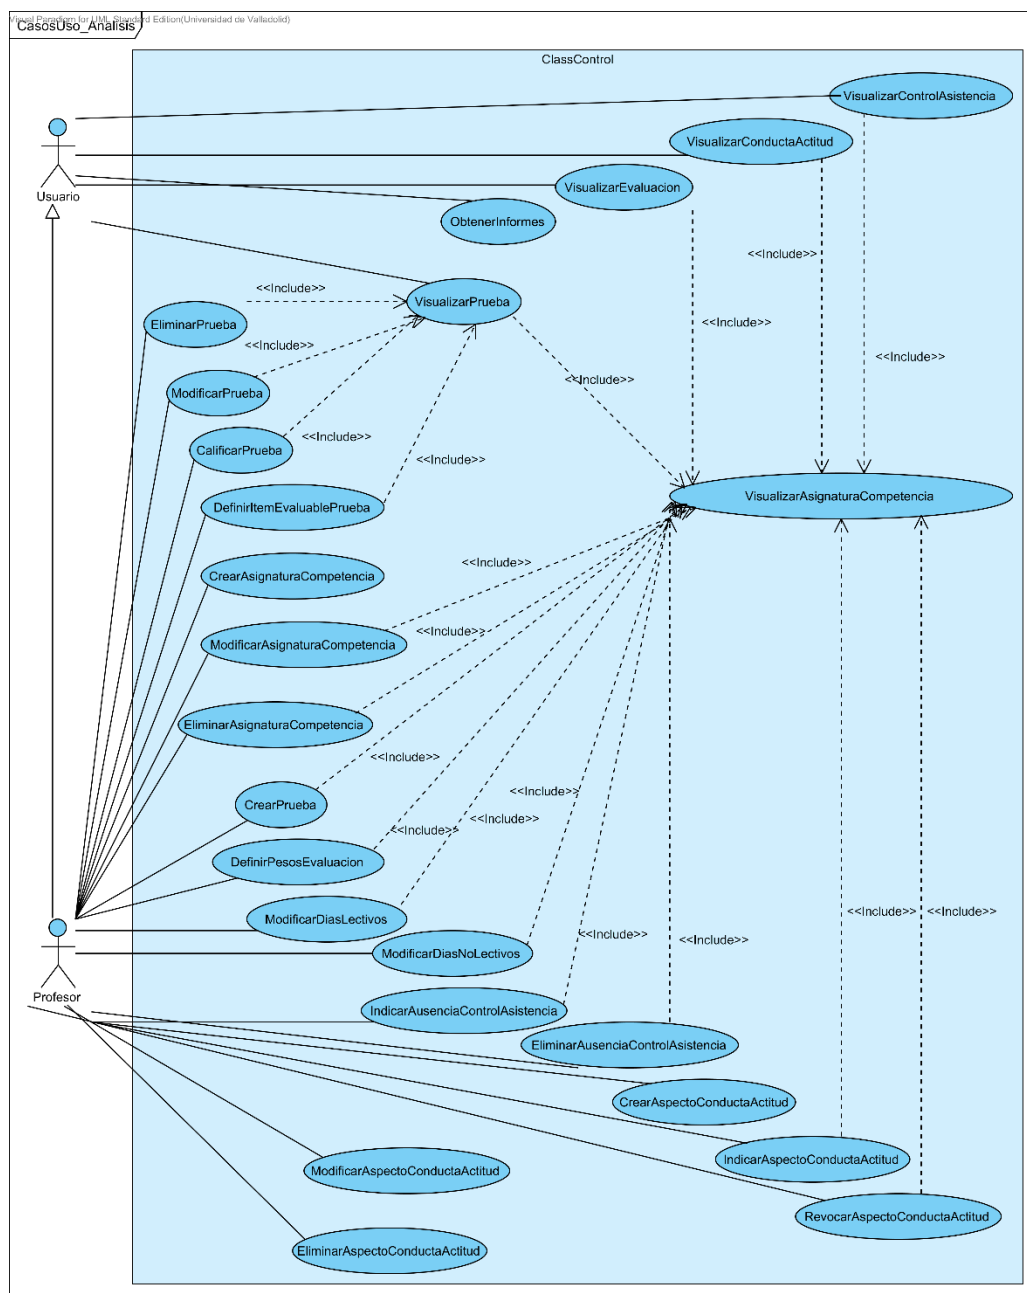 Visual Paradigm for UML Standard Edition(Universidad de Valladolid)
CasosUso_Analisis
ClassControl
VisualizarControlAsistencia
VisualizarConductaActitud
VisualizarEvaluacion
Usuario
ObtenerInformes
<<Include>>
<<Include>>
VisualizarPrueba
EliminarPrueba
<<Include>>
<<Include>>
<<Include>>
<<Include>>
ModificarPrueba
<<Include>>
CalificarPrueba
<<Include>>
<<Include>>
VisualizarAsignaturaCompetencia
DefinirItemEvaluablePrueba
<<Include>>
CrearAsignaturaCompetencia
<<Include>>
ModificarAsignaturaCompetencia
EliminarAsignaturaCompetencia
<<Include>>
<<Include>>
CrearPrueba
<<Include>>
<<Include>>
DefinirPesosEvaluacion
<<Include>>
<<Include>>
ModificarDiasLectivos
<<Include>>
<<Include>>
<<Include>>
ModificarDiasNoLectivos
Profesor
IndicarAusenciaControlAsistencia
EliminarAusenciaControlAsistencia
CrearAspectoConductaActitud
IndicarAspectoConductaActitud
ModificarAspectoConductaActitud
RevocarAspectoConductaActitud
EliminarAspectoConductaActitud